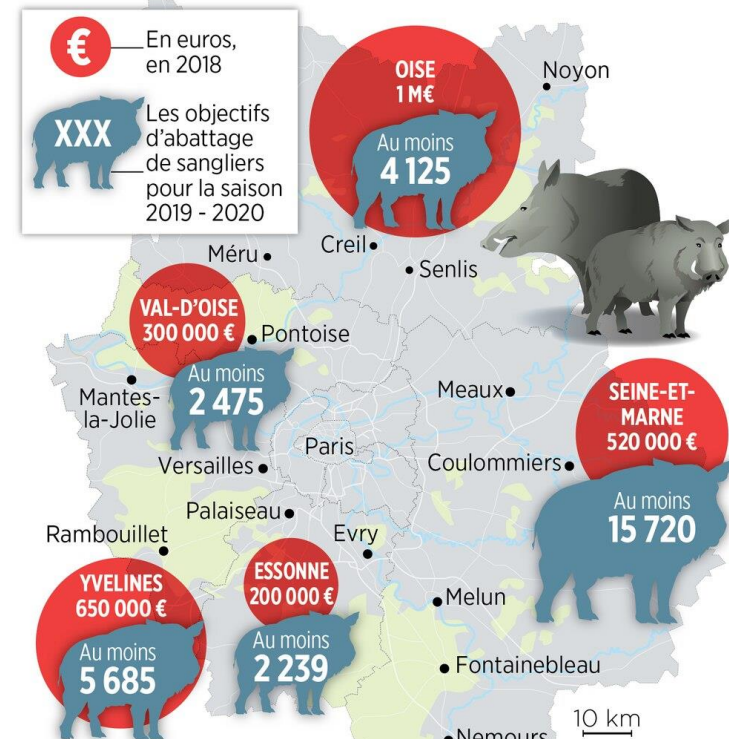 €
En euros,
en 2018
XXX
Les objectifs
d'abattage
de sangliers
pour la saison
2019 - 2020
OISE
1 M€
Au moins
4 125
Noyon
Méru
Creil
Senlis
VAL-D'OISE
300 000 €
Pontoise
Au moins
2 475
Mantes-
la-Jolie
Meaux
SEINE-ET-
MARNE
520 000 €
Paris
Versailles
Coulommiers
Au moins
15 720
Palaiseau
Rambouillet
Evry
YVELINES
650 000 €
Au moins
5 685
ESSONNE
200 000 €
Au moins
2 239
Melun
Fontainebleau
10 km
Nemours